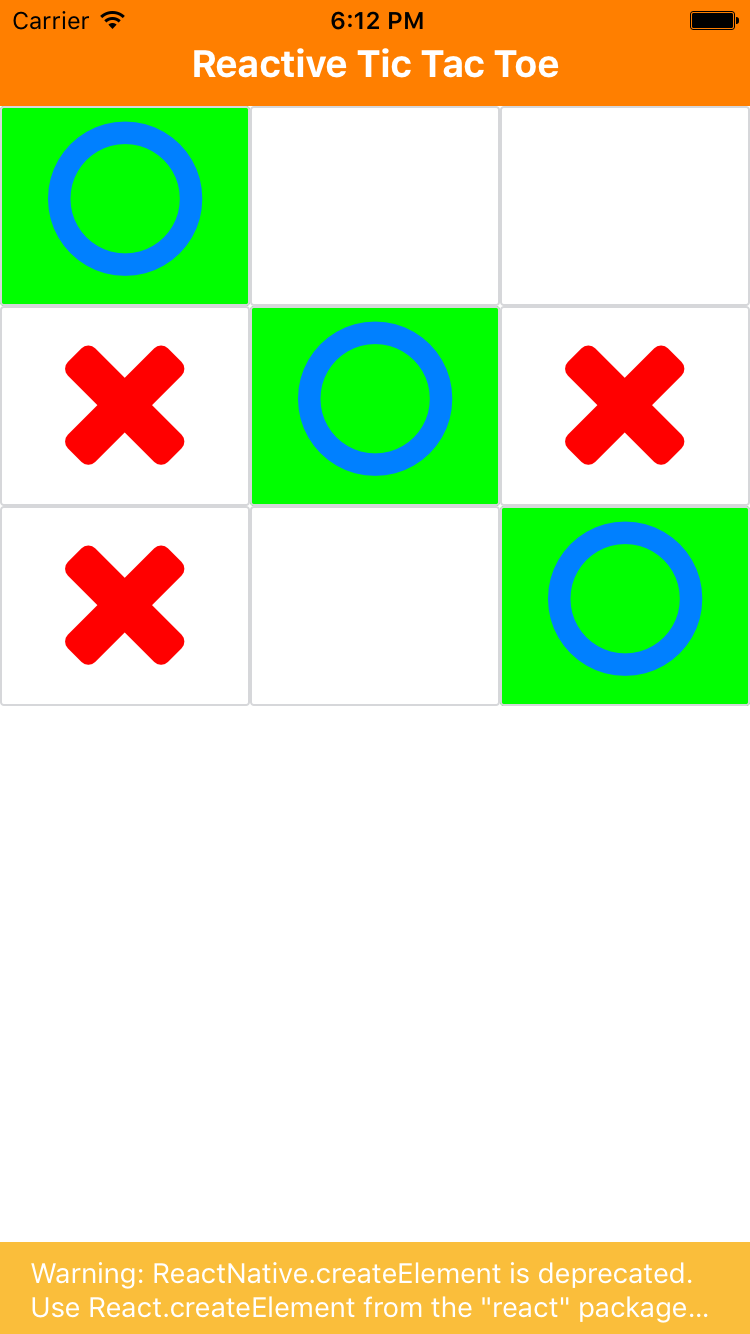 Carrier 6:12 PM
Reactive Tic Tac Toe
Warning: ReactNative.createElement is deprecated.
Use React.createElement from the "react" package...